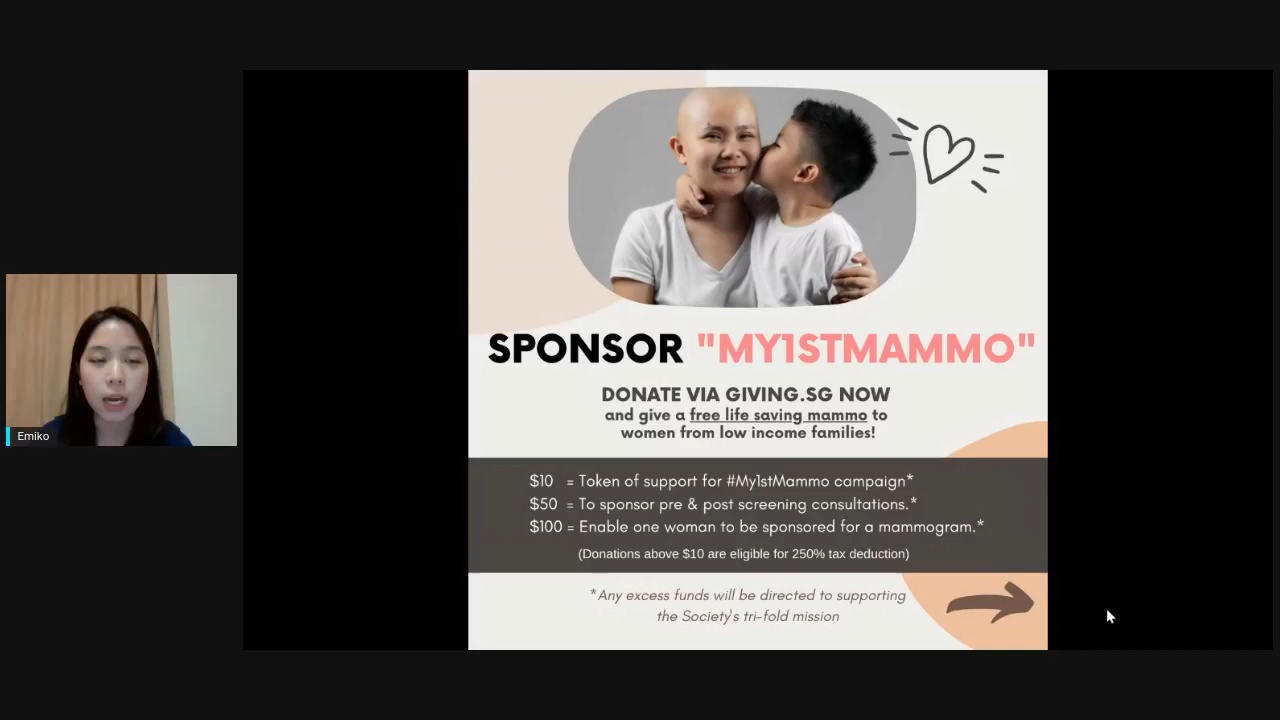 SPONSOR "MY1STMAMMO"
DONATE VIA GIVING.SG NOW
and give a free life saving mammo to
women from low income families!
$10 = Token of support for #My1stMammo campaign*
$50 = To sponsor pre & post screening consultations.*
$100 = Enable one woman to be sponsored for a mammogram.*
(Donations above $10 are eligible for 250% tax deduction)
*Any excess funds will be directed to supporting
the Society's tri-fold mission
Emiko